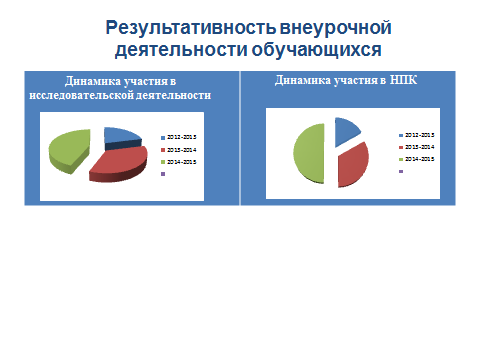 Результативность внеурочной
деятельности обучающихся
Динамика участия в
исследовательской деятельности
2012-2013
2013-2014
2014-2015
Динамика участия в НПК
2012-2013
2013-2014
2014-2015